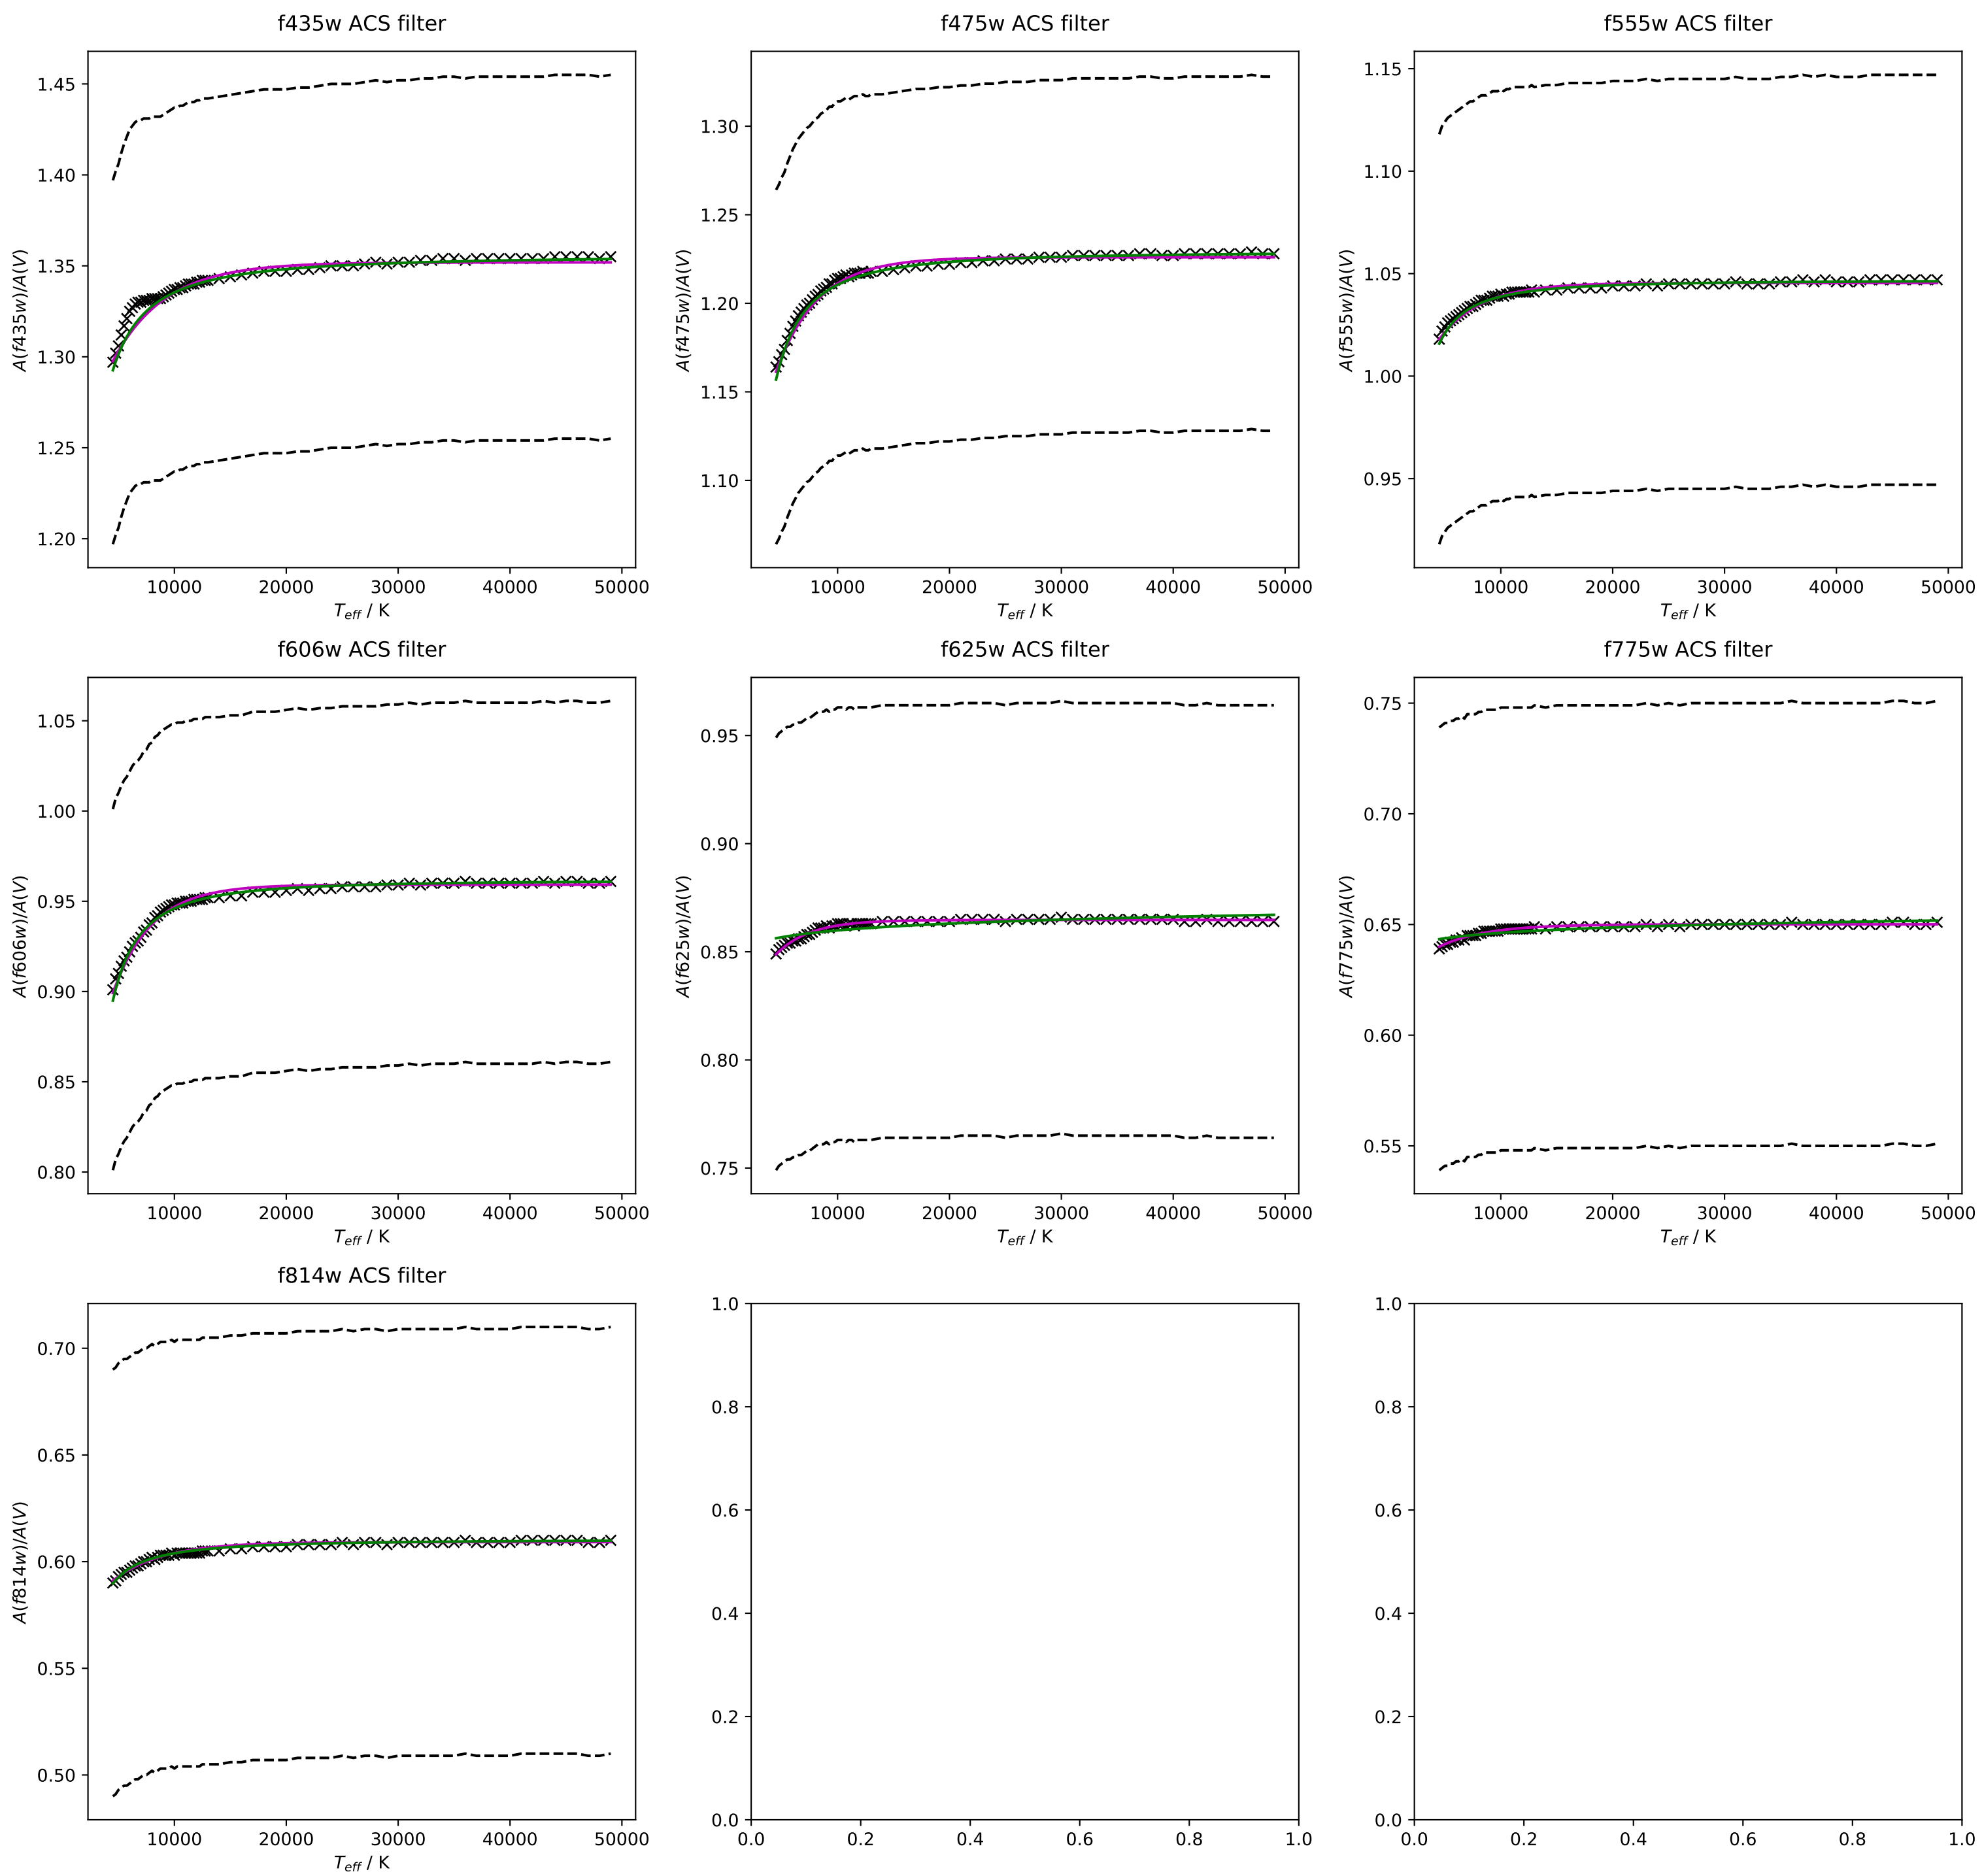 f435w ACS filter
f475w ACS filter
f555w ACS filter
1.45
1.40
1.35
1.30
1.25
1.20
A(f435w)/A(V)
10000 20000 30000 40000 50000
T_eff / K
1.30
1.25
1.20
1.15
1.10
A(f475w)/A(V)
10000 20000 30000 40000 50000
T_eff / K
1.15
1.10
1.05
1.00
0.95
A(f555w)/A(V)
10000 20000 30000 40000 50000
T_eff / K
f606w ACS filter
f625w ACS filter
f775w ACS filter
1.05
1.00
0.95
0.90
0.85
0.80
A(f606w)/A(V)
10000 20000 30000 40000 50000
T_eff / K
0.95
0.90
0.85
0.80
0.75
A(f625w)/A(V)
10000 20000 30000 40000 50000
T_eff / K
0.75
0.70
0.65
0.60
0.55
A(f775w)/A(V)
10000 20000 30000 40000 50000
T_eff / K
f814w ACS filter
0.70
0.65
0.60
0.55
0.50
A(f814w)/A(V)
10000 20000 30000 40000 50000
T_eff / K
1.0
0.8
0.6
0.4
0.2
0.0
0.0 0.2 0.4 0.6 0.8 1.0
1.0
0.8
0.6
0.4
0.2
0.0
0.0 0.2 0.4 0.6 0.8 1.0